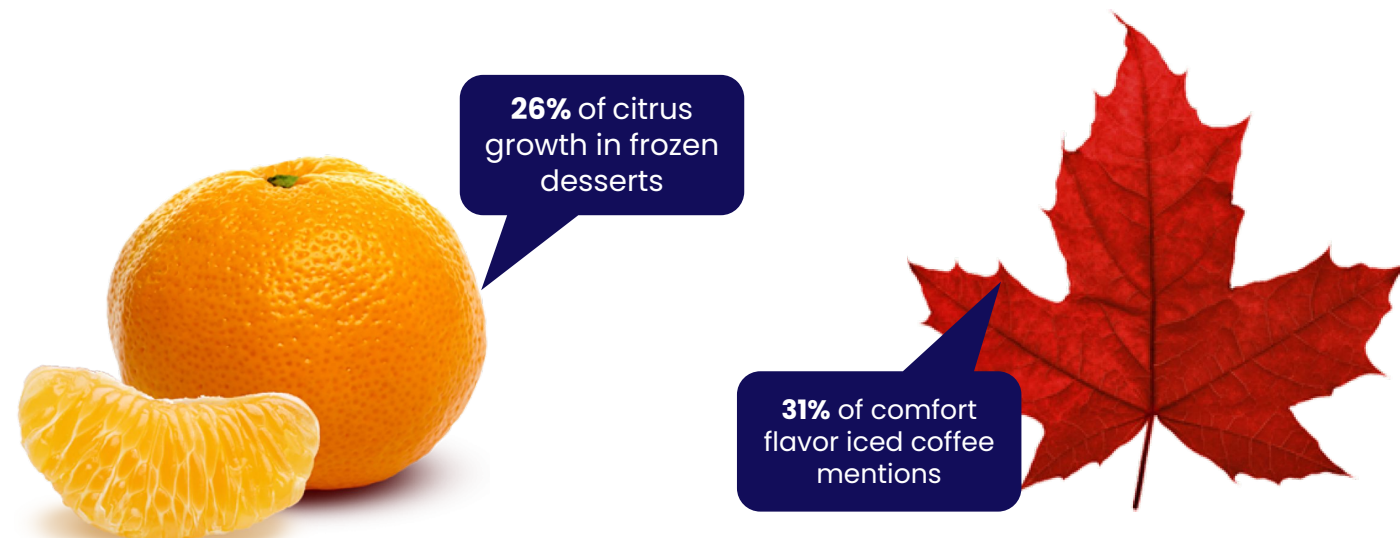 26% of citrus
growth in frozen
desserts
31% of comfort
flavor iced coffee
mentions